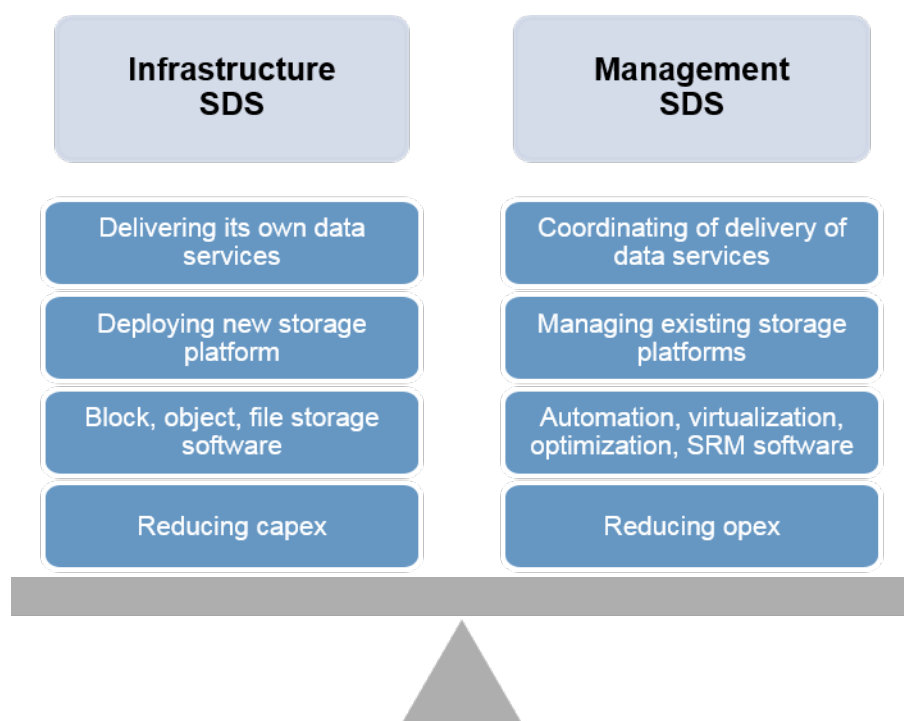 Infrastructure
SDS
Delivering its own data
services
Deploying new storage
platform
Block, object, file storage
software
Reducing capex
Management
SDS
Coordinating of delivery of
data services
Managing existing storage
platforms
Automation, virtualization,
optimization, SRM software
Reducing opex